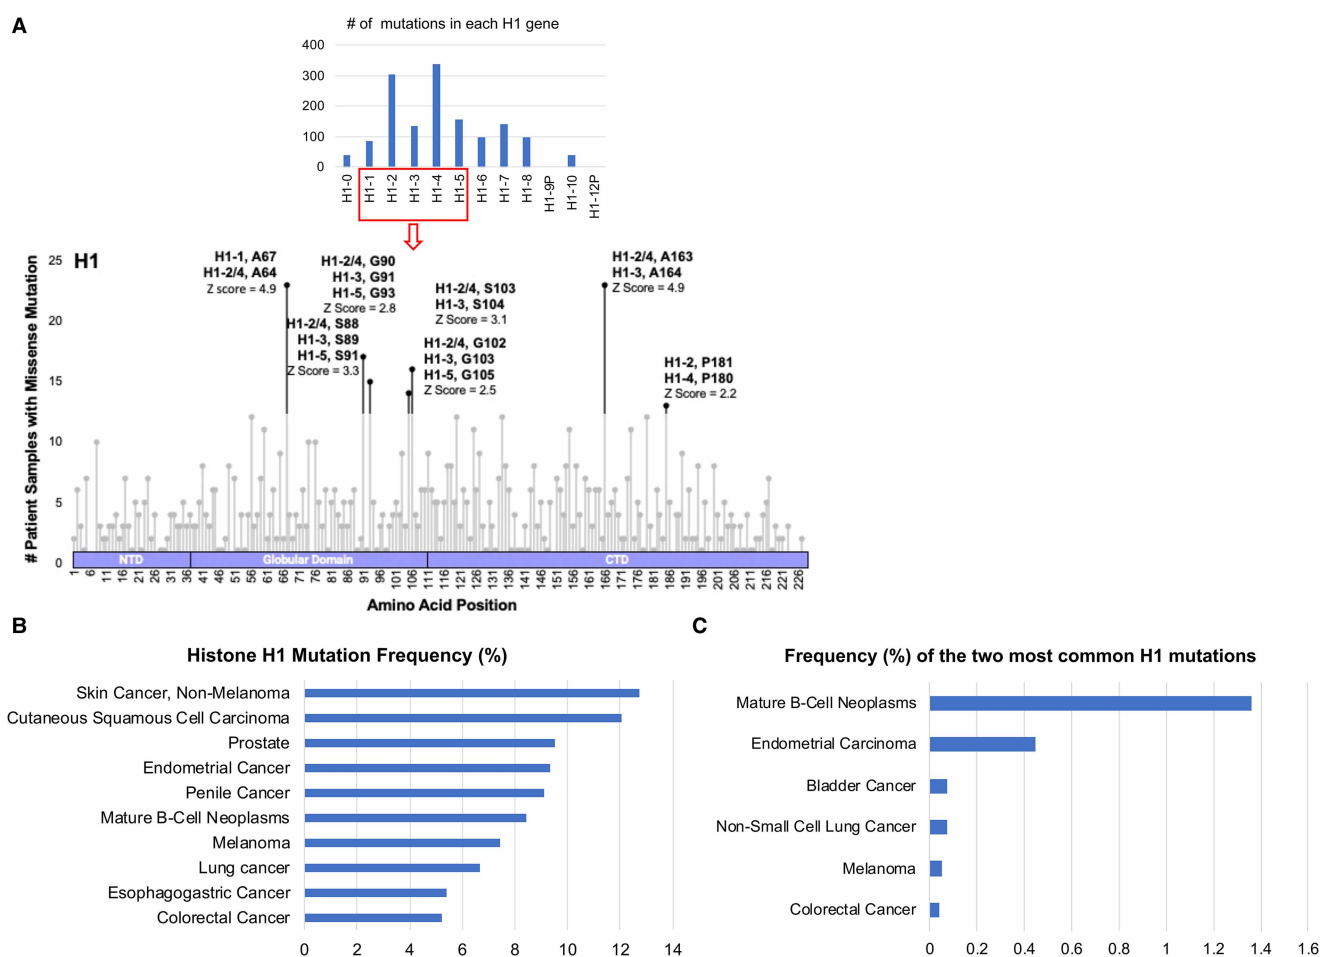 A
# of mutations in each H1 gene
400
300
200
100
0
H1-0
H1-1
H1-2
H1-3
H1-4
H1-5
H1-6
H1-7
H1-8
H1-9P
H1-10
H1-12P
# Patient Samples with Missense Mutation
25
20
15
10
5
0
H1
H1-1, A67
H1-2/4, A64
Z score = 4.9
H1-2/4, G90
H1-3, G91
H1-5, G93
Z Score = 2.8
H1-2/4, S88
H1-3, S89
H1-5, S91
Z Score = 3.3
H1-2/4, S103
H1-3, S104
Z Score = 3.1
H1-2/4, G102
H1-3, G103
H1-5, G105
Z Score = 2.5
H1-2/4, A163
H1-3, A164
Z Score = 4.9
H1-2, P181
H1-4, P180
Z Score = 2.2
NTD
Globular Domain
CTD
1 6 11 16 21 26 31 36 41 46 51 56 61 66 71 76 81 86 91 96 101 106 111 116 121 126 131 136 141 146 151 156 161 166 171 176 181 186 191 196 201 206 211 216 221 226
Amino Acid Position
B
Histone H1 Mutation Frequency (%)
Skin Cancer, Non-Melanoma
Cutaneous Squamous Cell Carcinoma
Prostate
Endometrial Cancer
Penile Cancer
Mature B-Cell Neoplasms
Melanoma
Lung cancer
Esophagogastric Cancer
Colorectal Cancer
0 2 4 6 8 10 12 14
C
Frequency (%) of the two most common H1 mutations
Mature B-Cell Neoplasms
Endometrial Carcinoma
Bladder Cancer
Non-Small Cell Lung Cancer
Melanoma
Colorectal Cancer
0 0.2 0.4 0.6 0.8 1 1.2 1.4 1.6